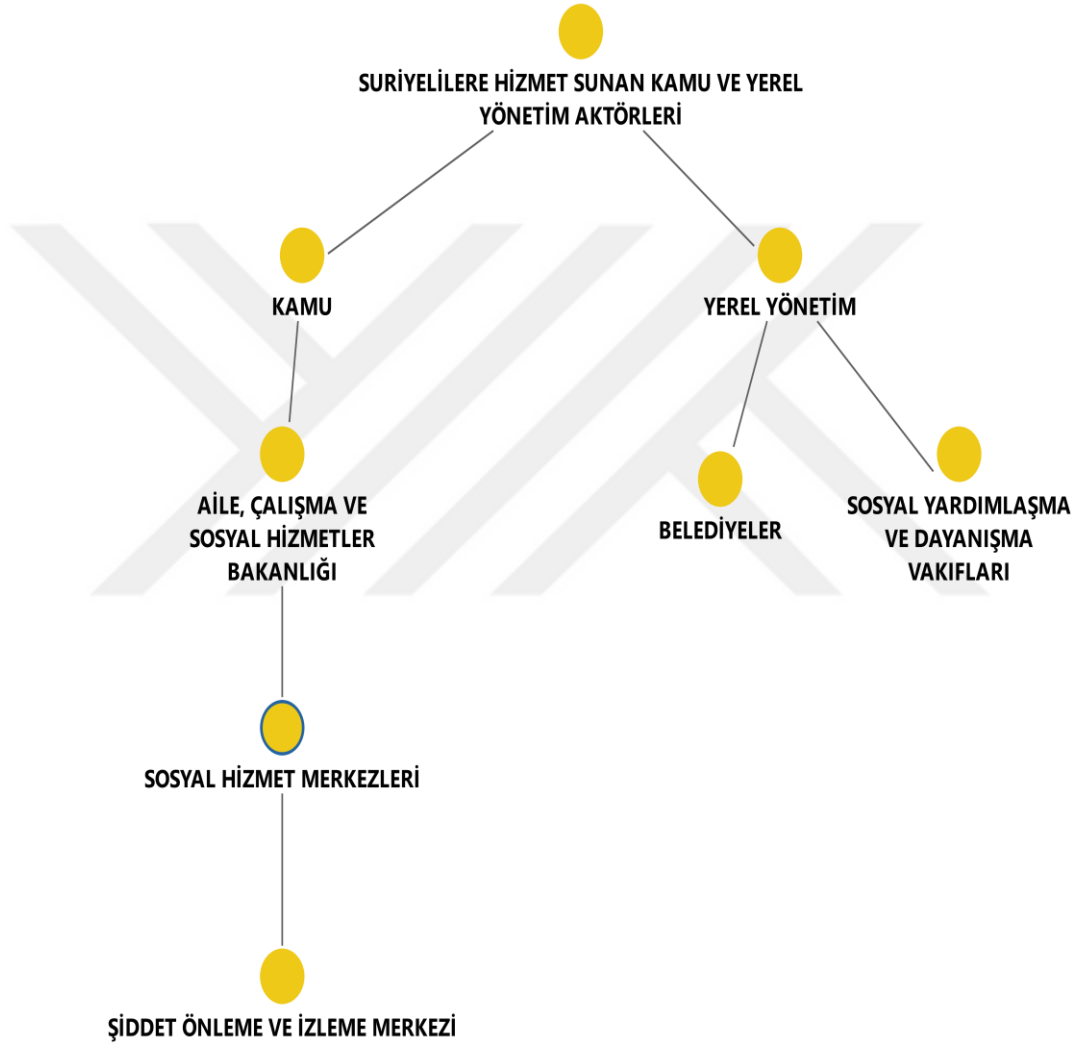 SURİYELİLERE HİZMET SUNAN KAMU VE YEREL
YÖNETİM AKTÖRLERİ
KAMU
YEREL YÖNETİM
AİLE, ÇALIŞMA VE
SOSYAL HİZMETLER
BAKANLIĞI
BELEDİYELER
SOSYAL YARDIMLAŞMA
VE DAYANIŞMA
VAKIFLARI
SOSYAL HİZMET MERKEZLERİ
ŞİDDET ÖNLEME VE İZLEME MERKEZİ